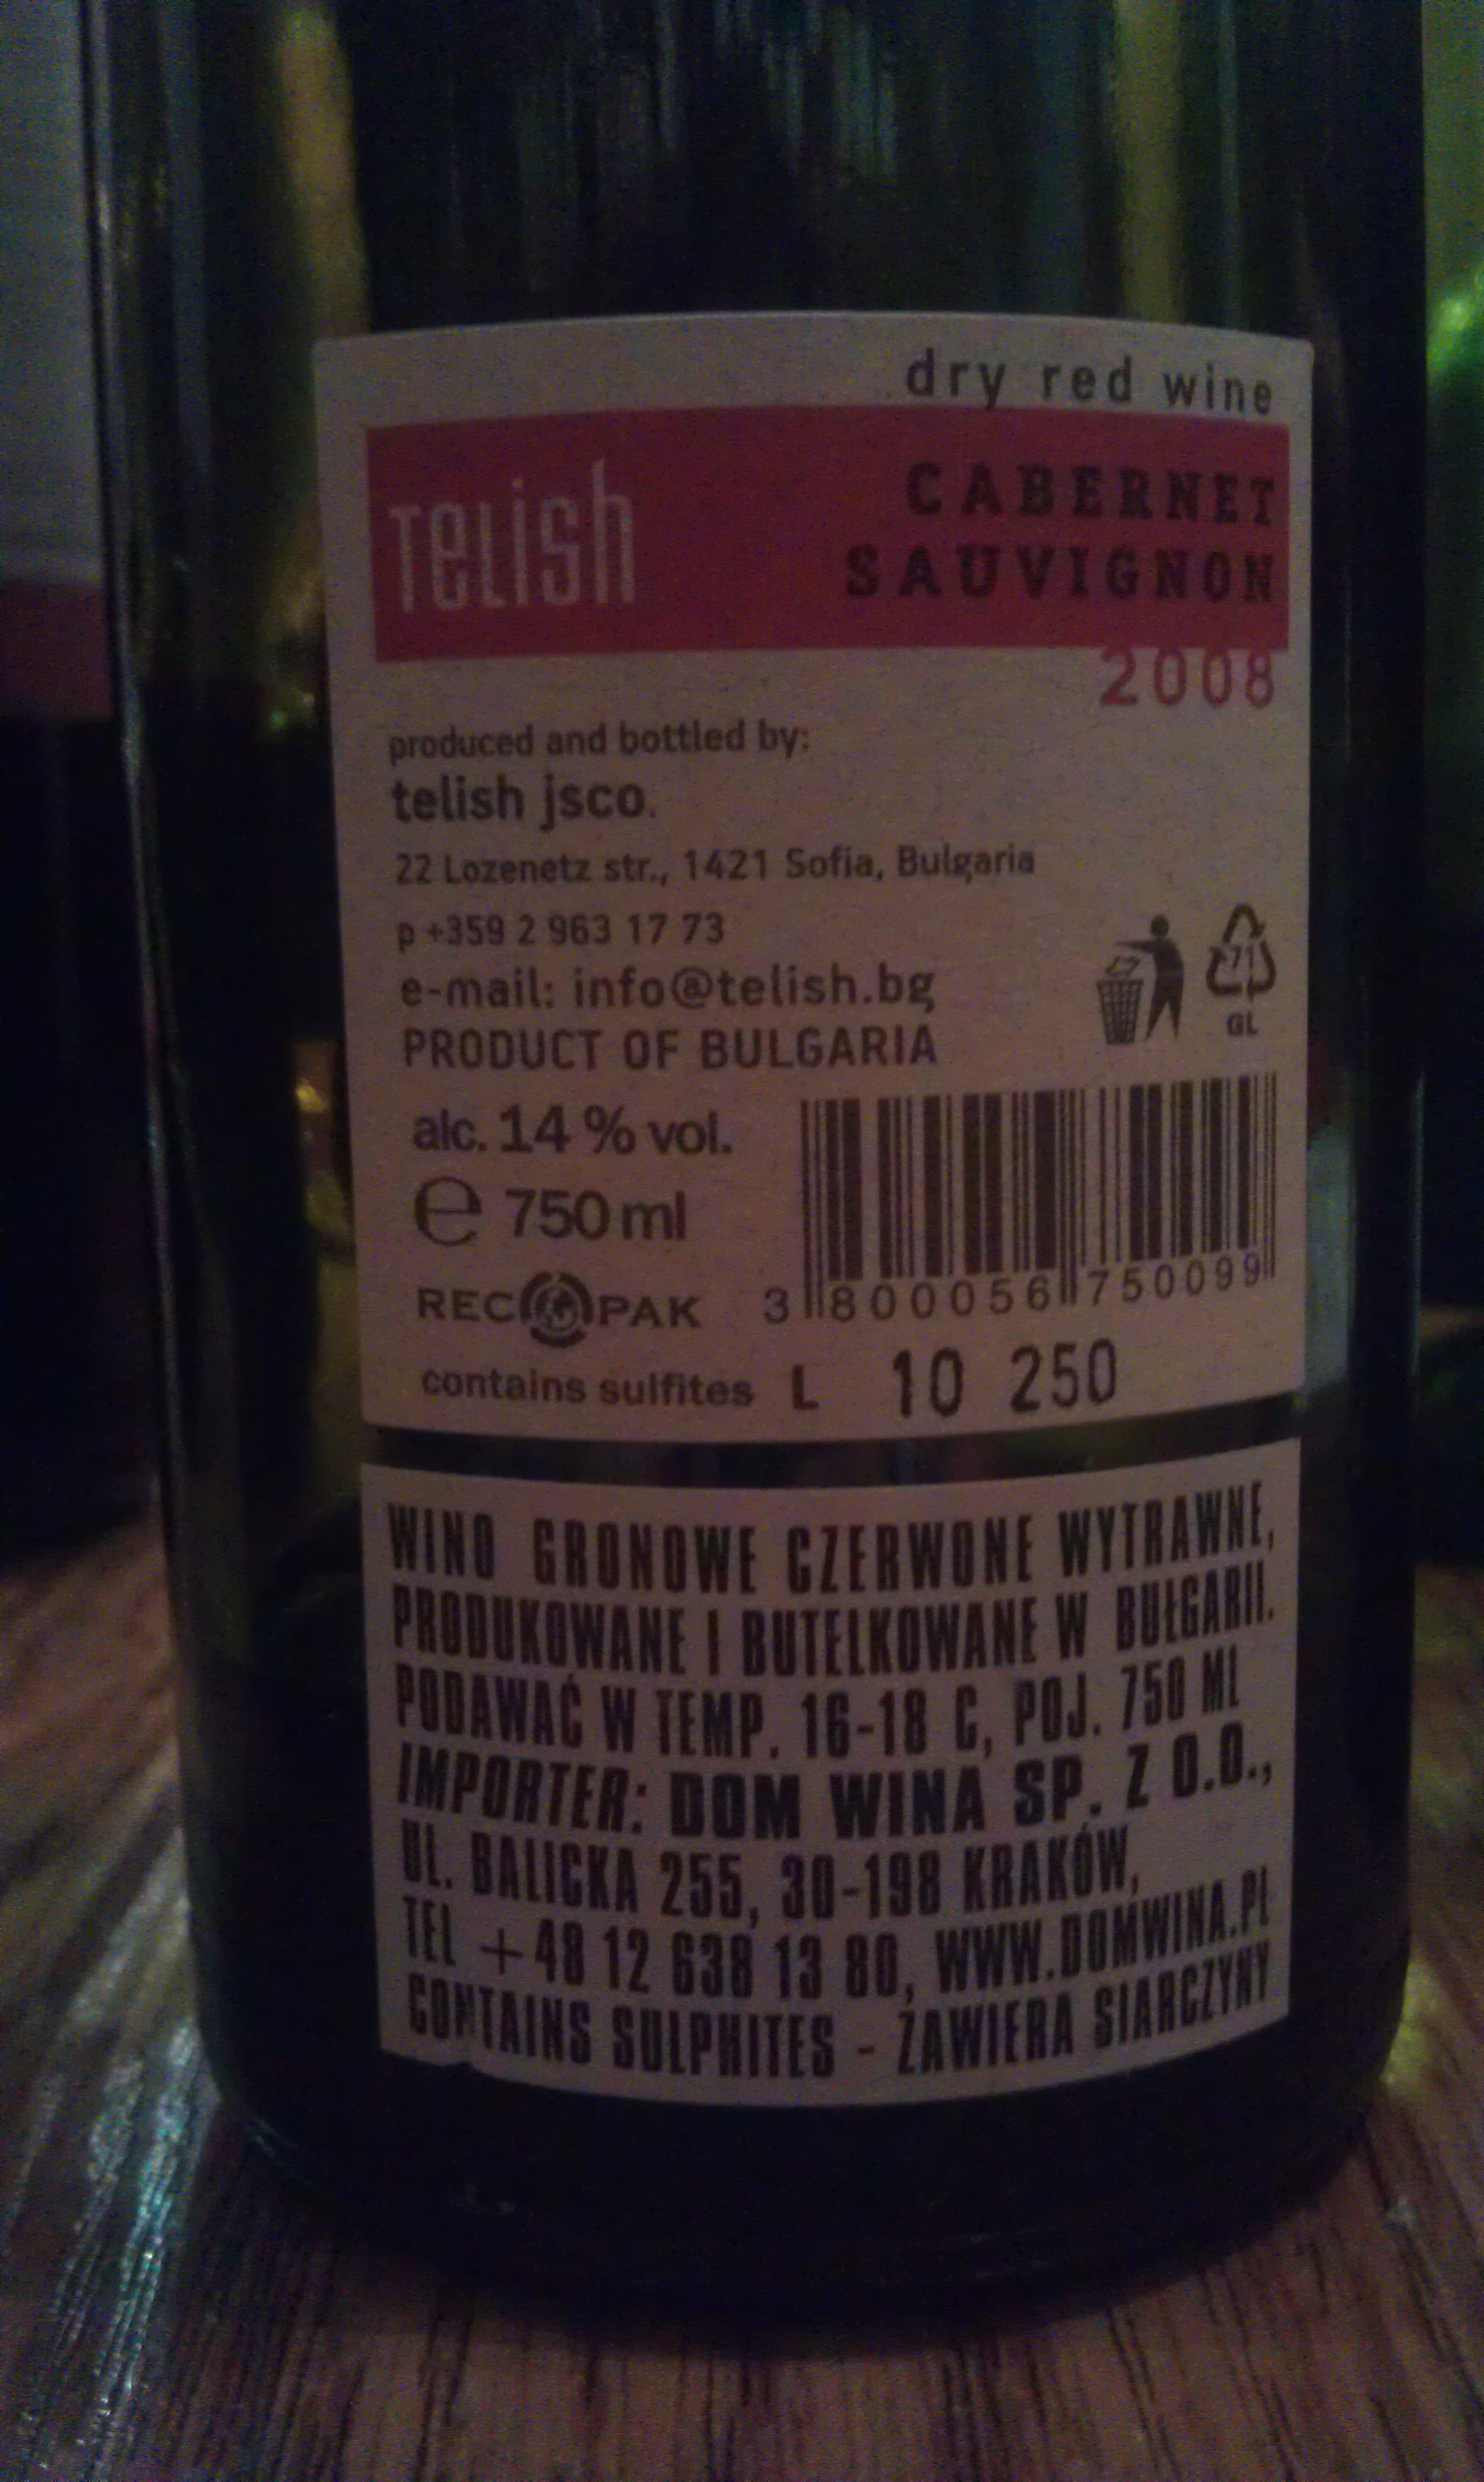 dry red wine
TELish
CABERNET
SAUVIGNON
2008
produced and bottled by:
telish jsco.
22 Lozenetz str., 1421 Sofia, Bulgaria
p +359 2 963 17 73
e-mail: info@telish.bg
PRODUCT OF BULGARIA
71
GL
alc. 14 % vol.
e 750 ml
RECOPAK
3 800056 750099
contains sulfites L 10 250
WINO GRONOWE CZERWONE WYTRAWNE,
PRODUKOWANE I BUTELKOWANE W BUŁGARII.
PODAWAĆ W TEMP. 16-18 C, POJ. 750 ML
IMPORTER: DOM WINA SP. Z O.O.,
UL. BALICKA 255, 30-198 KRAKÓW,
TEL +48 12 638 13 80, WWW.DOMWINA.PL
CONTAINS SULPHITES - ZAWIERA SIARCZYNY